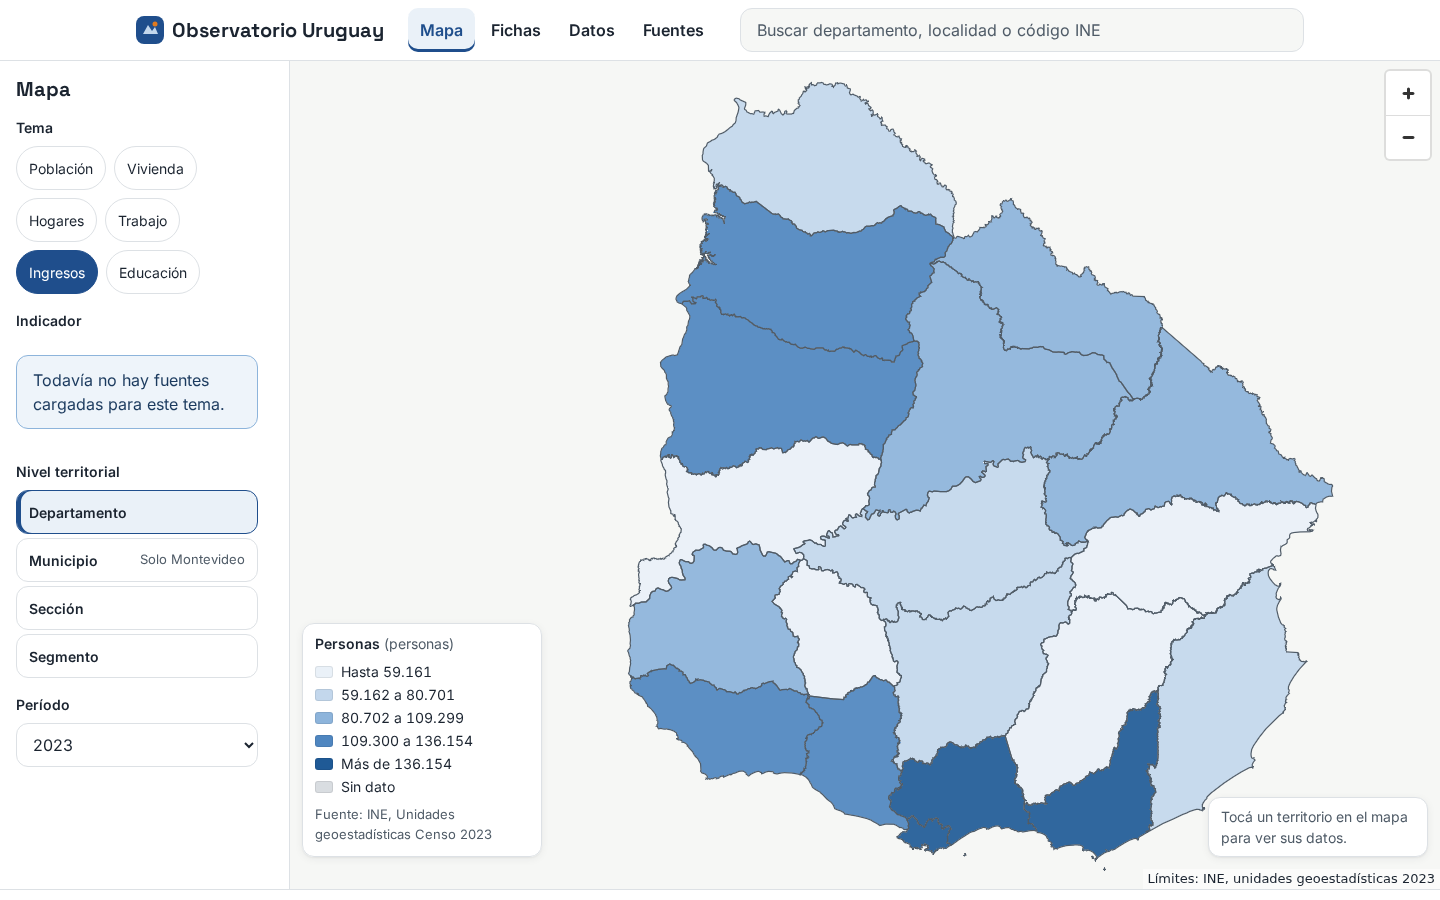 Observatorio Uruguay
Mapa
Fichas
Datos
Fuentes
Buscar departamento, localidad o código INE
Mapa
Tema
Población
Vivienda
Hogares
Trabajo
Ingresos
Educación
Indicador
Todavía no hay fuentes
cargadas para este tema.
Nivel territorial
Departamento
Municipio
Solo Montevideo
Sección
Segmento
Período
2023
+
−
Personas (personas)
Hasta 59.161
59.162 a 80.701
80.702 a 109.299
109.300 a 136.154
Más de 136.154
Sin dato
Fuente: INE, Unidades
geoestadísticas Censo 2023
Tocá un territorio en el mapa
para ver sus datos.
Límites: INE, unidades geoestadísticas 2023